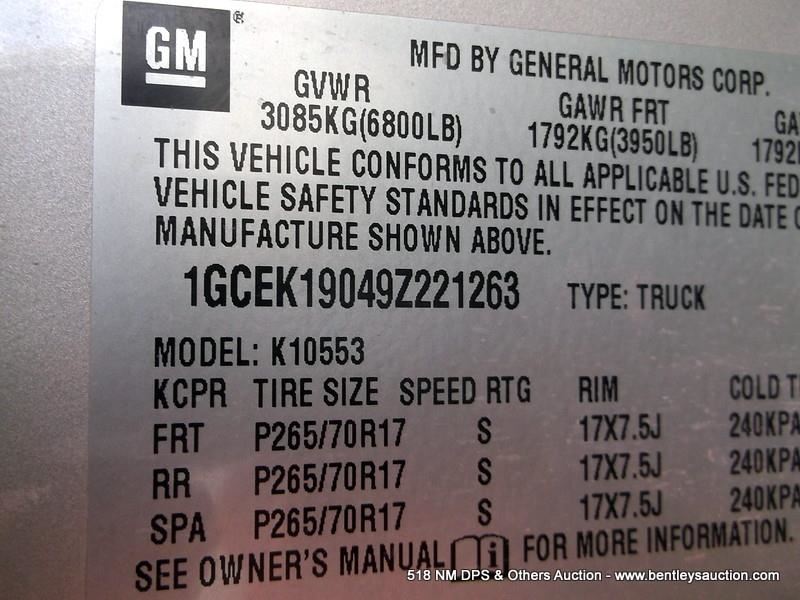 GM ®
MFD BY GENERAL MOTORS CORP.
GVWR GAWR FRT
3085KG(6800LB) 1792KG(3950LB)
THIS VEHICLE CONFORMS TO ALL APPLICABLE U.S.
VEHICLE SAFETY STANDARDS IN EFFECT ON THE DATE
MANUFACTURE SHOWN ABOVE.
1GCEK19049Z221263 TYPE: TRUCK
MODEL: K10553
KCPR TIRE SIZE SPEED RTG RIM COLD
FRT P265/70R17 S 17X7.5J 240KPA
RR P265/70R17 S 17X7.5J 240KPA
SPA P265/70R17 S 17X7.5J 240KPA
SEE OWNER'S MANUAL i FOR MORE INFORMATION.
518 NM DPS & Others Auction - www.bentleysauction.com